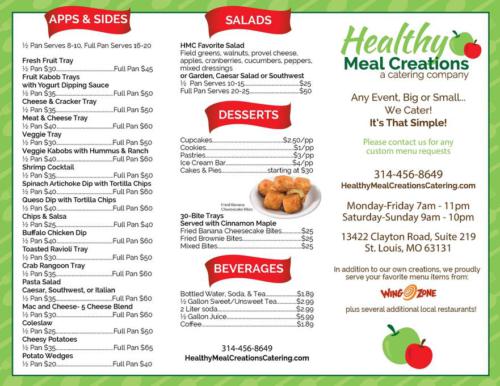 APPS & SIDES
½ Pan Serves 8-10, Full Pan Serves 16-20
Fresh Fruit Tray
½ Pan $30..............Full Pan $45
Fruit Kabob Trays
with Yogurt Dipping Sauce
½ Pan $35..............Full Pan $50
Cheese & Cracker Tray
½ Pan $35..............Full Pan $50
Meat & Cheese Tray
½ Pan $40..............Full Pan $60
Veggie Tray
½ Pan $30..............Full Pan $50
Veggie Kabobs with Hummus & Ranch
½ Pan $40..............Full Pan $60
Shrimp Cocktail
½ Pan $35..............Full Pan $50
Spinach Artichoke Dip with Tortilla Chips
½ Pan $40..............Full Pan $60
Queso Dip with Tortilla Chips
½ Pan $40..............Full Pan $60
Chips & Salsa
½ Pan $25..............Full Pan $40
Buffalo Chicken Dip
½ Pan $40..............Full Pan $60
Toasted Ravioli Tray
½ Pan $30..............Full Pan $50
Crab Rangoon Tray
½ Pan $35..............Full Pan $60
Pasta Salad
Caesar, Southwest, or Italian
½ Pan $35..............Full Pan $50
Mac and Cheese- 5 Cheese Blend
½ Pan $30..............Full Pan $60
Coleslaw
½ Pan $25..............Full Pan $50
Cheesy Potatoes
½ Pan $35..............Full Pan $65
Potato Wedges
½ Pan $20..............Full Pan $40
SALADS
HMC Favorite Salad
Field greens, walnuts, provel cheese,
apples, cranberries, cucumbers, peppers,
mixed dressings
or Garden, Caesar Salad or Southwest
½ Pan Serves 10-15..............$25
Full Pan Serves 20-25..............$50
DESSERTS
Cupcakes..............$2.50/pp
Cookies..............$1/pp
Pastries..............$3/pp
Ice Cream Bar..............$4/pp
Cakes & Pies..............starting at $30
Fried Banana
Cheesecake Bites
30-Bite Trays
Served with Cinnamon Maple
Fried Banana Cheesecake Bites..............$25
Fried Brownie Bites..............$25
Mixed Bites..............$25
BEVERAGES
Bottled Water, Soda, & Tea..............$1.89
½ Gallon Sweet/Unsweet Tea..............$2.99
2 Liter soda..............$2.99
½ Gallon Juice..............$5.99
Coffee..............$1.89
314-456-8649
HealthyMealCreationsCatering.com
Healthy
Meal Creations
a catering company
Any Event, Big or Small...
We Cater!
It's That Simple!
Please contact us for any
custom menu requests
314-456-8649
HealthyMealCreationsCatering.com
Monday-Friday 7am - 11pm
Saturday-Sunday 9am - 10pm
13422 Clayton Road, Suite 219
St. Louis, MO 63131
In addition to our own creations, we proudly
serve your favorite menu items from:
WING ZONE
plus several additional local restaurants!